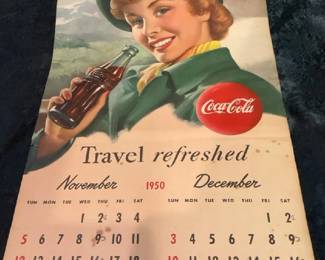 Coca-Cola
Coca-Cola
Travel refreshed
November 1950 December
SUN MON TUE WED THU FRI SAT SUN MON TUE WED THU FRI SAT
1 2 3 4 1 2
5 6 7 8 9 10 11 3 4 5 6 7 8 9